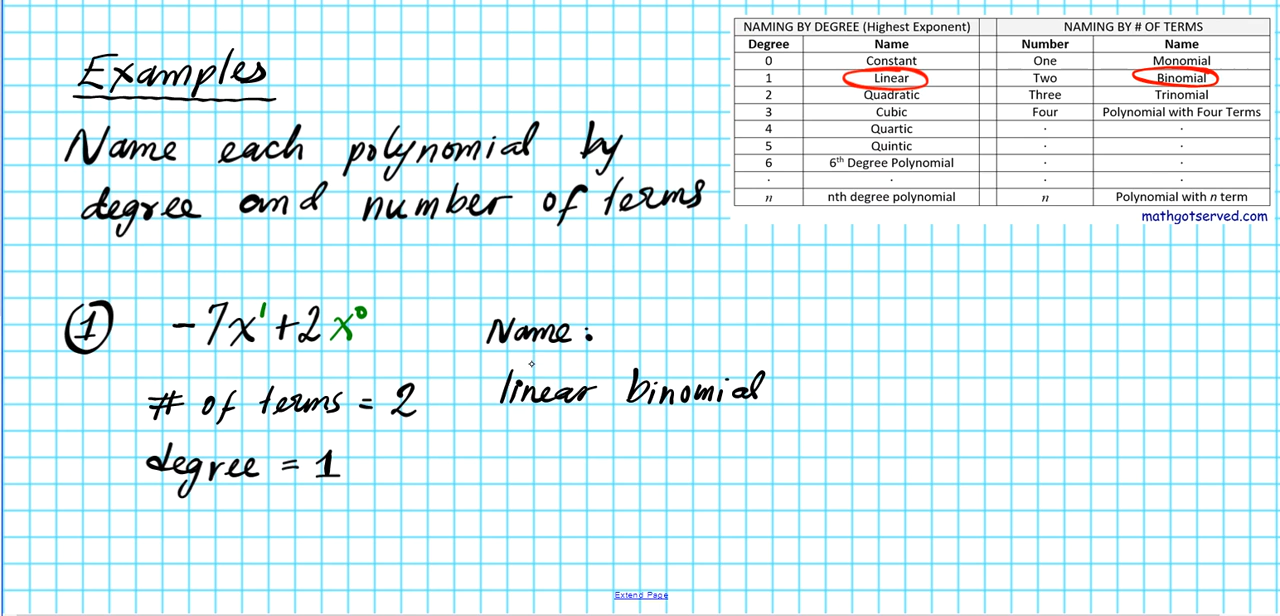 Examples
Name each polynomial by
degree and number of terms
NAMING BY DEGREE (Highest Exponent) NAMING BY # OF TERMS
Degree Name Number Name
0 Constant One Monomial
1 Linear Two Binomial
2 Quadratic Three Trinomial
3 Cubic Four Polynomial with Four Terms
4 Quartic . .
5 Quintic . .
6 6th Degree Polynomial . .
. . . .
n nth degree polynomial n Polynomial with n term
mathgotserved.com
① -7x¹+2x⁰
# of terms = 2
degree = 1
Name:
linear binomial
Extend Page